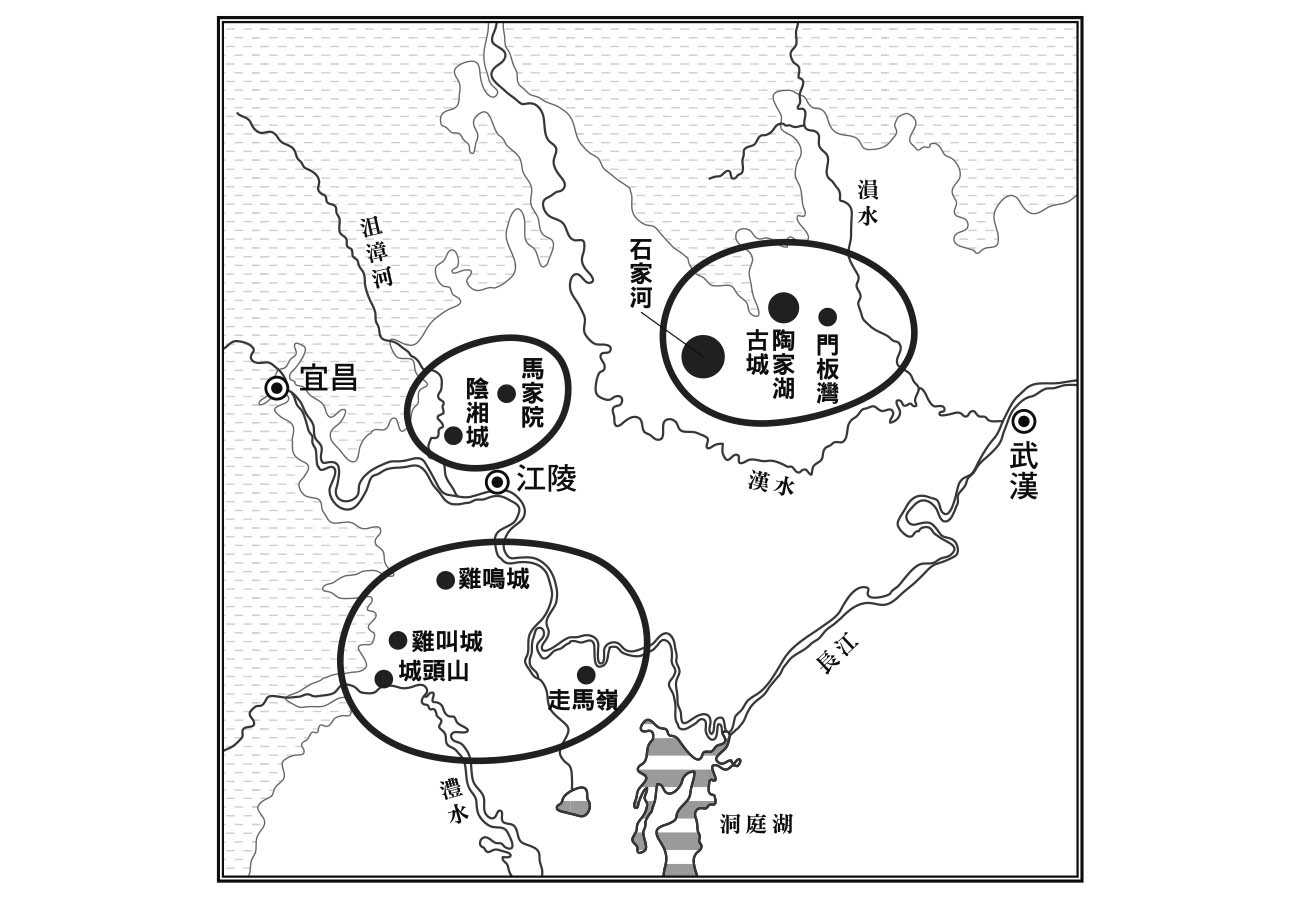 溳水
沮漳河
石家河
陶家湖
古城
門板灣
宜昌
馬家院
陰湘城
江陵
武漢
漢水
雞鳴城
雞叫城
城頭山
走馬嶺
長江
澧水
洞庭湖